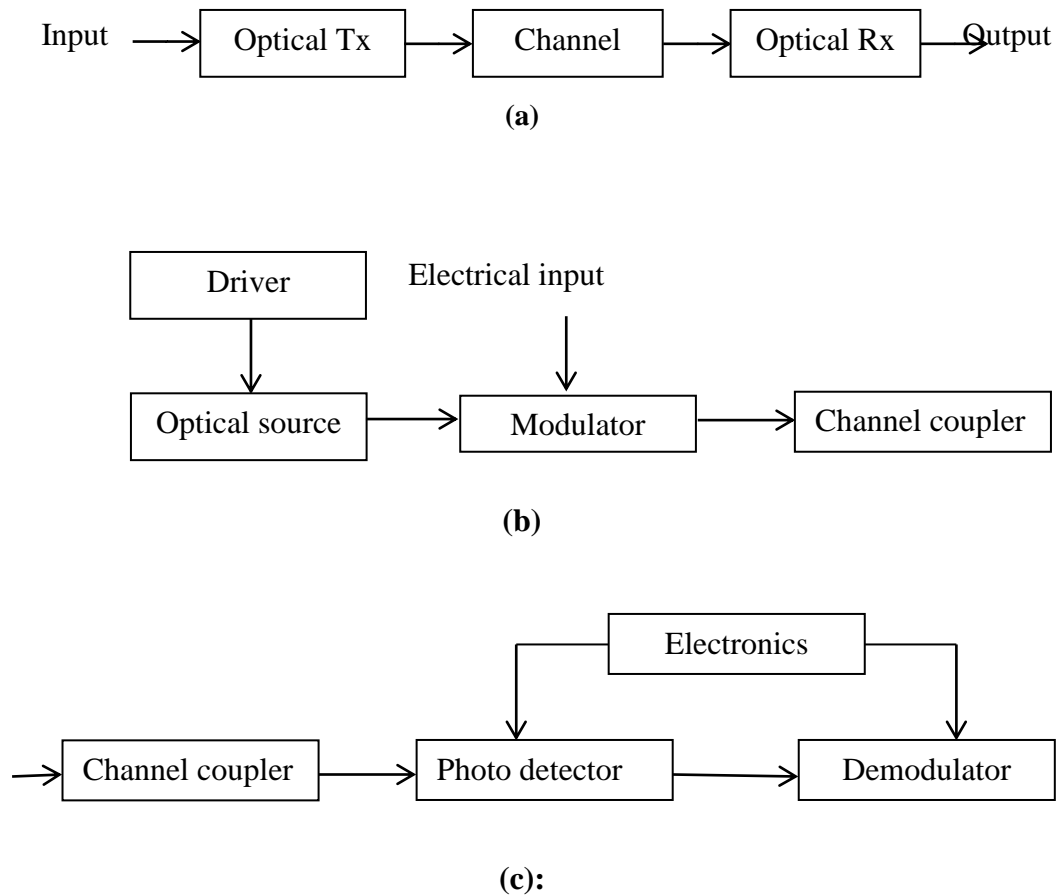 Input Optical Tx Channel Optical Rx Output
(a)
Driver Electrical input
Optical source Modulator Channel coupler
(b)
Electronics
Channel coupler Photo detector Demodulator
(c):